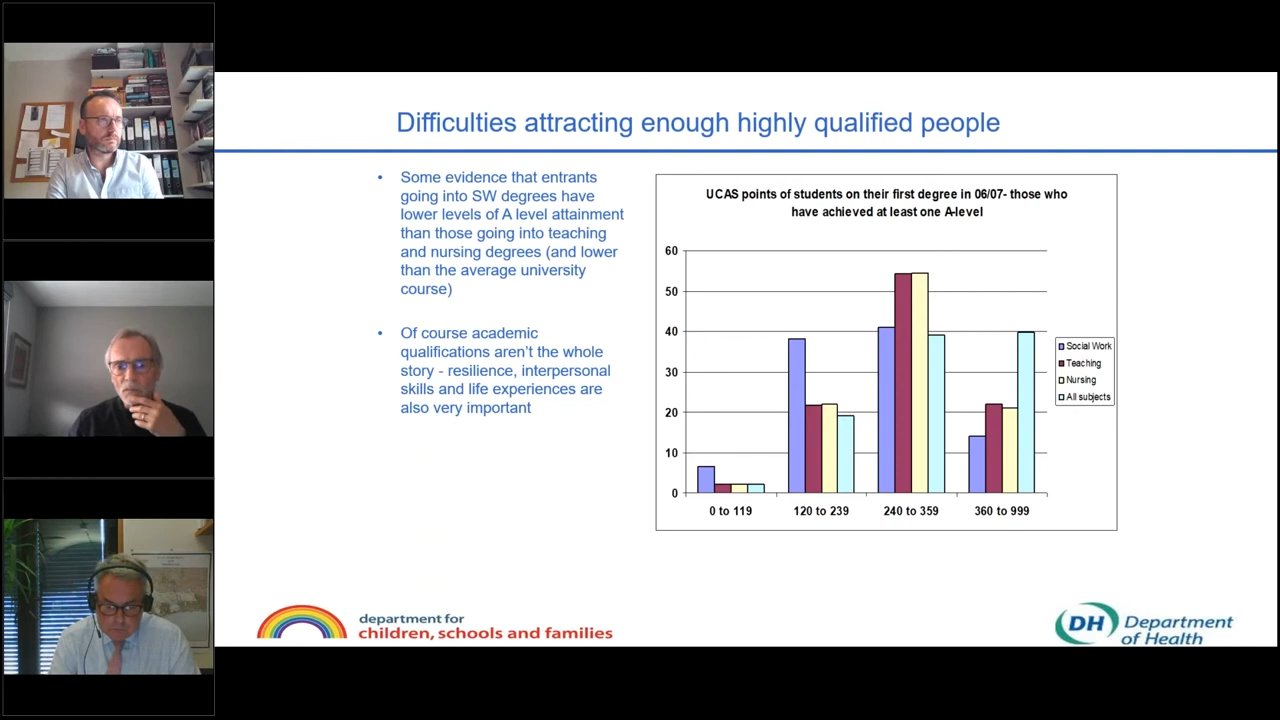 Difficulties attracting enough highly qualified people
• Some evidence that entrants
going into SW degrees have
lower levels of A level attainment
than those going into teaching
and nursing degrees (and lower
than the average university
course)
• Of course academic
qualifications aren't the whole
story - resilience, interpersonal
skills and life experiences are
also very important
UCAS points of students on their first degree in 06/07- those who
have achieved at least one A-level
60
50
40
30
20
10
0
0 to 119
120 to 239
240 to 359
360 to 999
Social Work
Teaching
Nursing
All subjects
department for
children, schools and families
DH Department
of Health